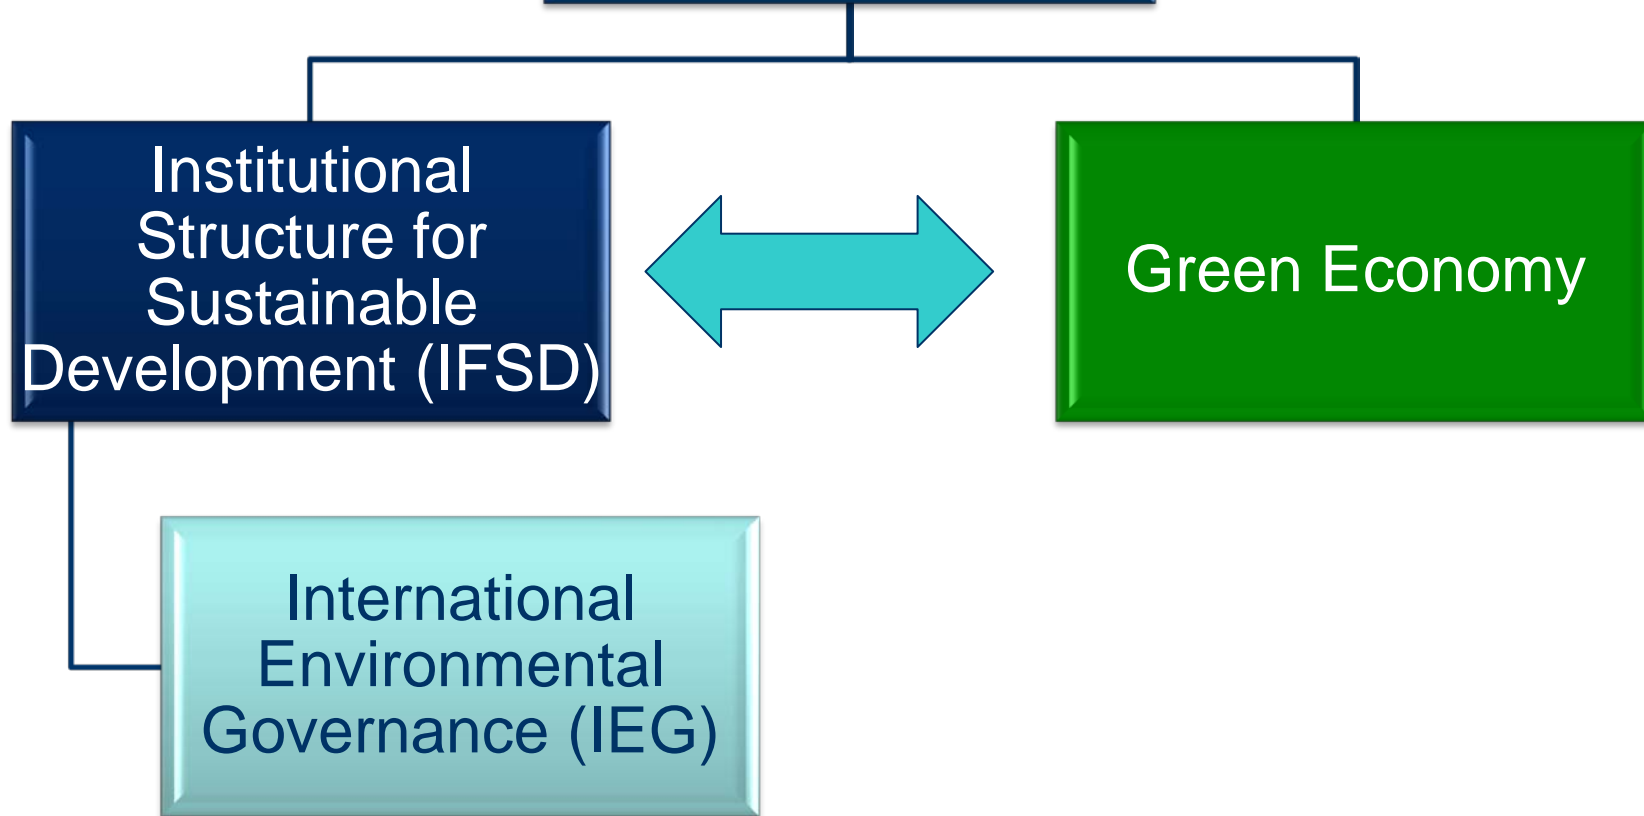 Institutional
Structure for
Sustainable
Development (IFSD)
Green Economy
International
Environmental
Governance (IEG)